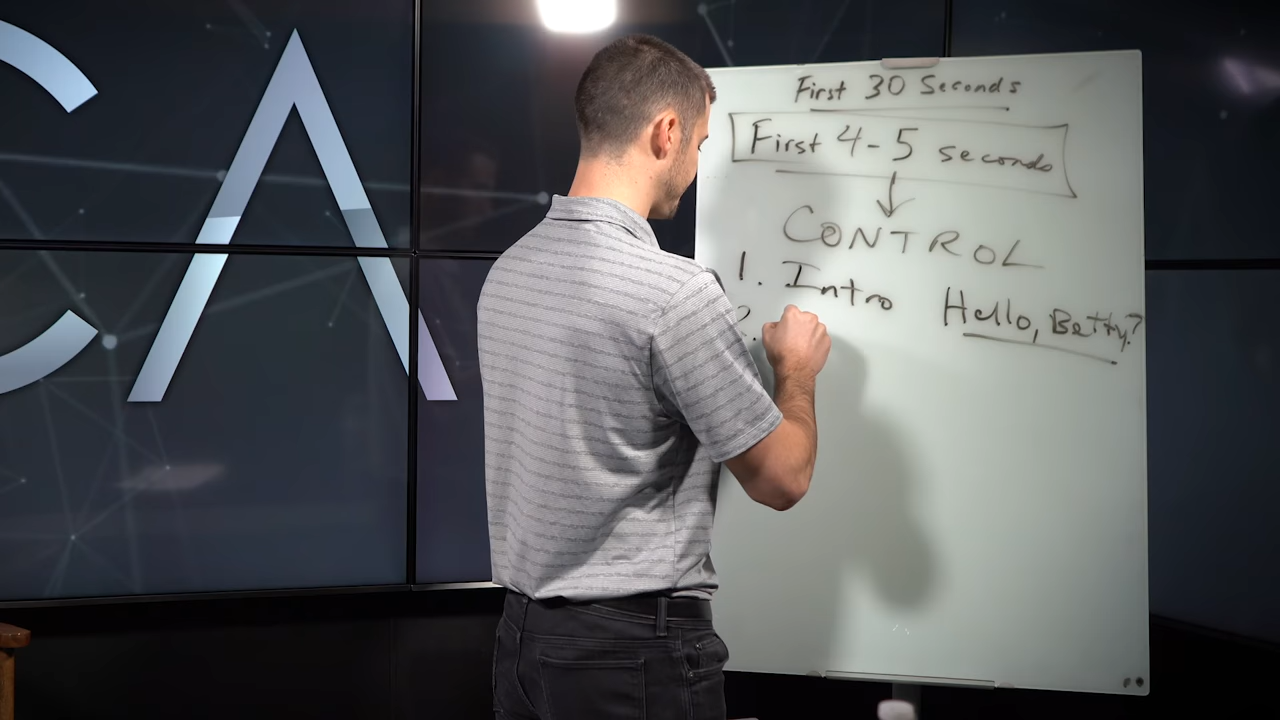 CA
First 30 Seconds
First 4-5 seconds
CONTROL
1. Intro Hello, Betty?
2.